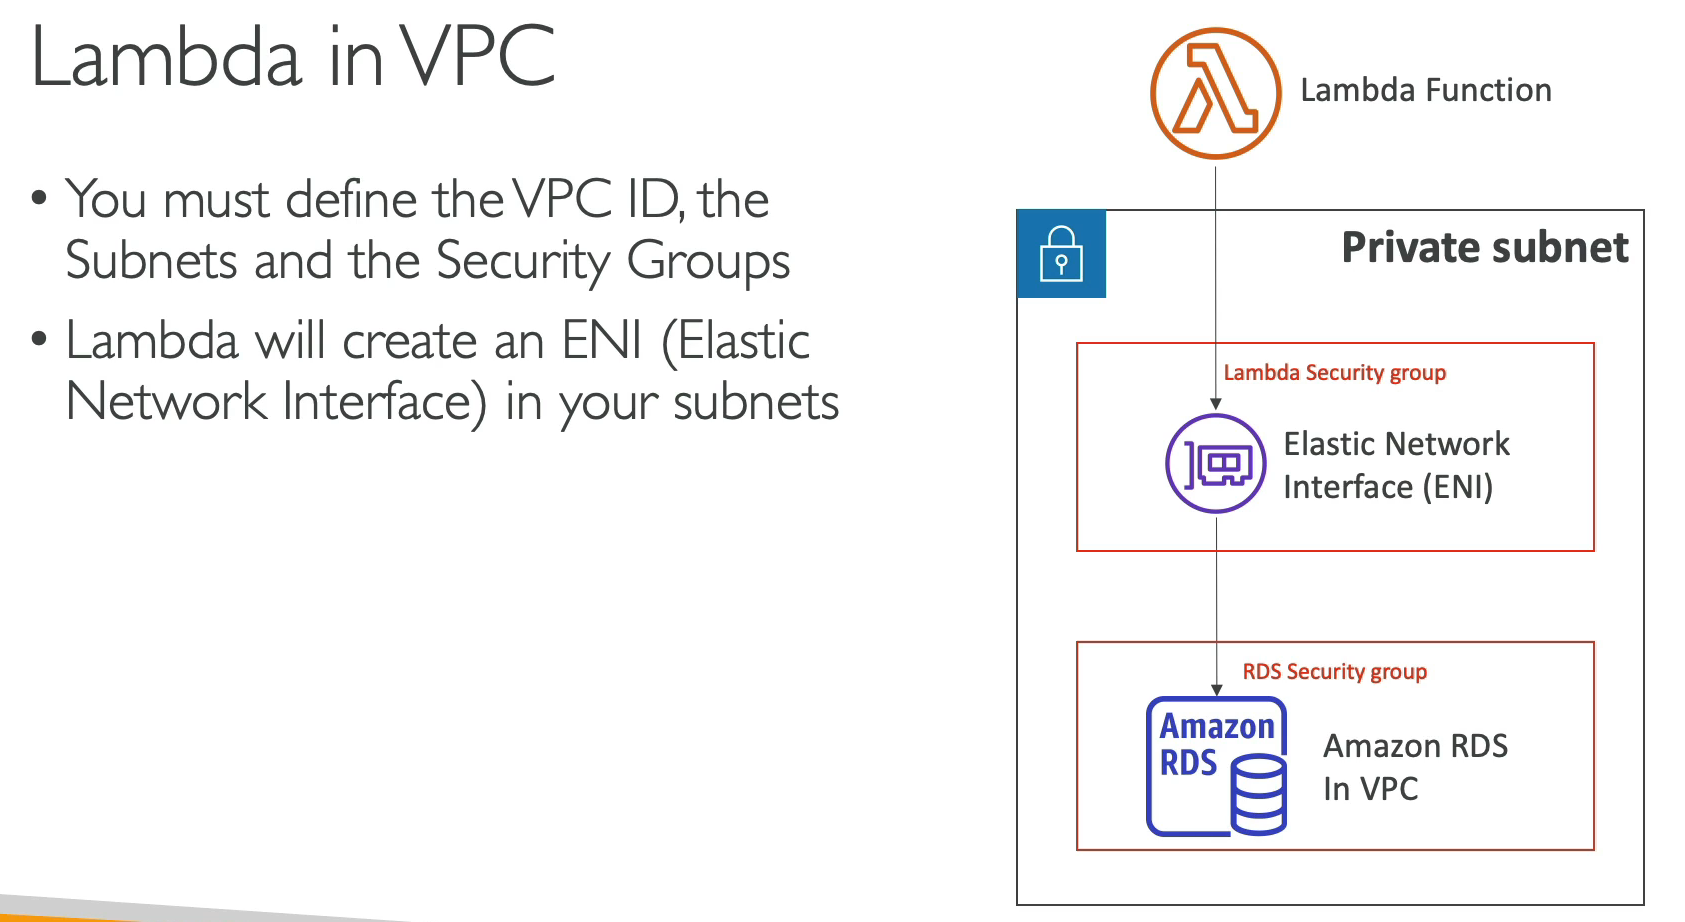 Lambda in VPC
• You must define the VPC ID, the
Subnets and the Security Groups
• Lambda will create an ENI (Elastic
Network Interface) in your subnets
Lambda Function
Private subnet
Lambda Security group
Elastic Network
Interface (ENI)
RDS Security group
Amazon
RDS
Amazon RDS
In VPC